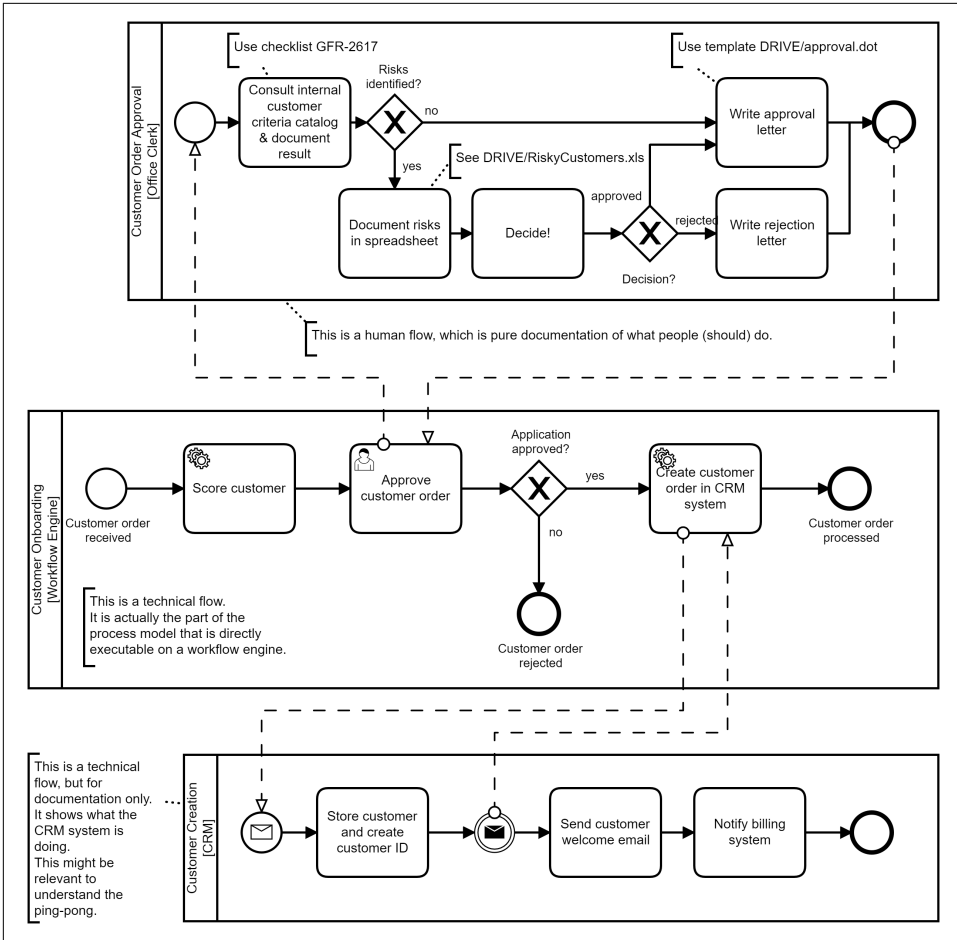 Customer Order Approval
[Office Clerk]
Use checklist GFR-2617
Consult internal
customer
criteria catalog
& document
result
Risks
identified?
no
yes
Use template DRIVE/approval.dot
Write approval
letter
See DRIVE/RiskyCustomers.xls
Document risks
in spreadsheet
Decide!
approved
rejected
Decision?
Write rejection
letter
This is a human flow, which is pure documentation of what people (should) do.
Customer Onboarding
[Workflow Engine]
Customer order
received
Score customer
Approve
customer order
Application
approved?
yes
no
Create customer
order in CRM
system
Customer order
processed
Customer order
rejected
This is a technical flow.
It is actually the part of the
process model that is directly
executable on a workflow engine.
This is a technical
flow, but for
documentation only.
It shows what the
CRM system is
doing.
This might be
relevant to
understand the
ping-pong.
Customer Creation
[CRM]
Store customer
and create
customer ID
Send customer
welcome email
Notify billing
system